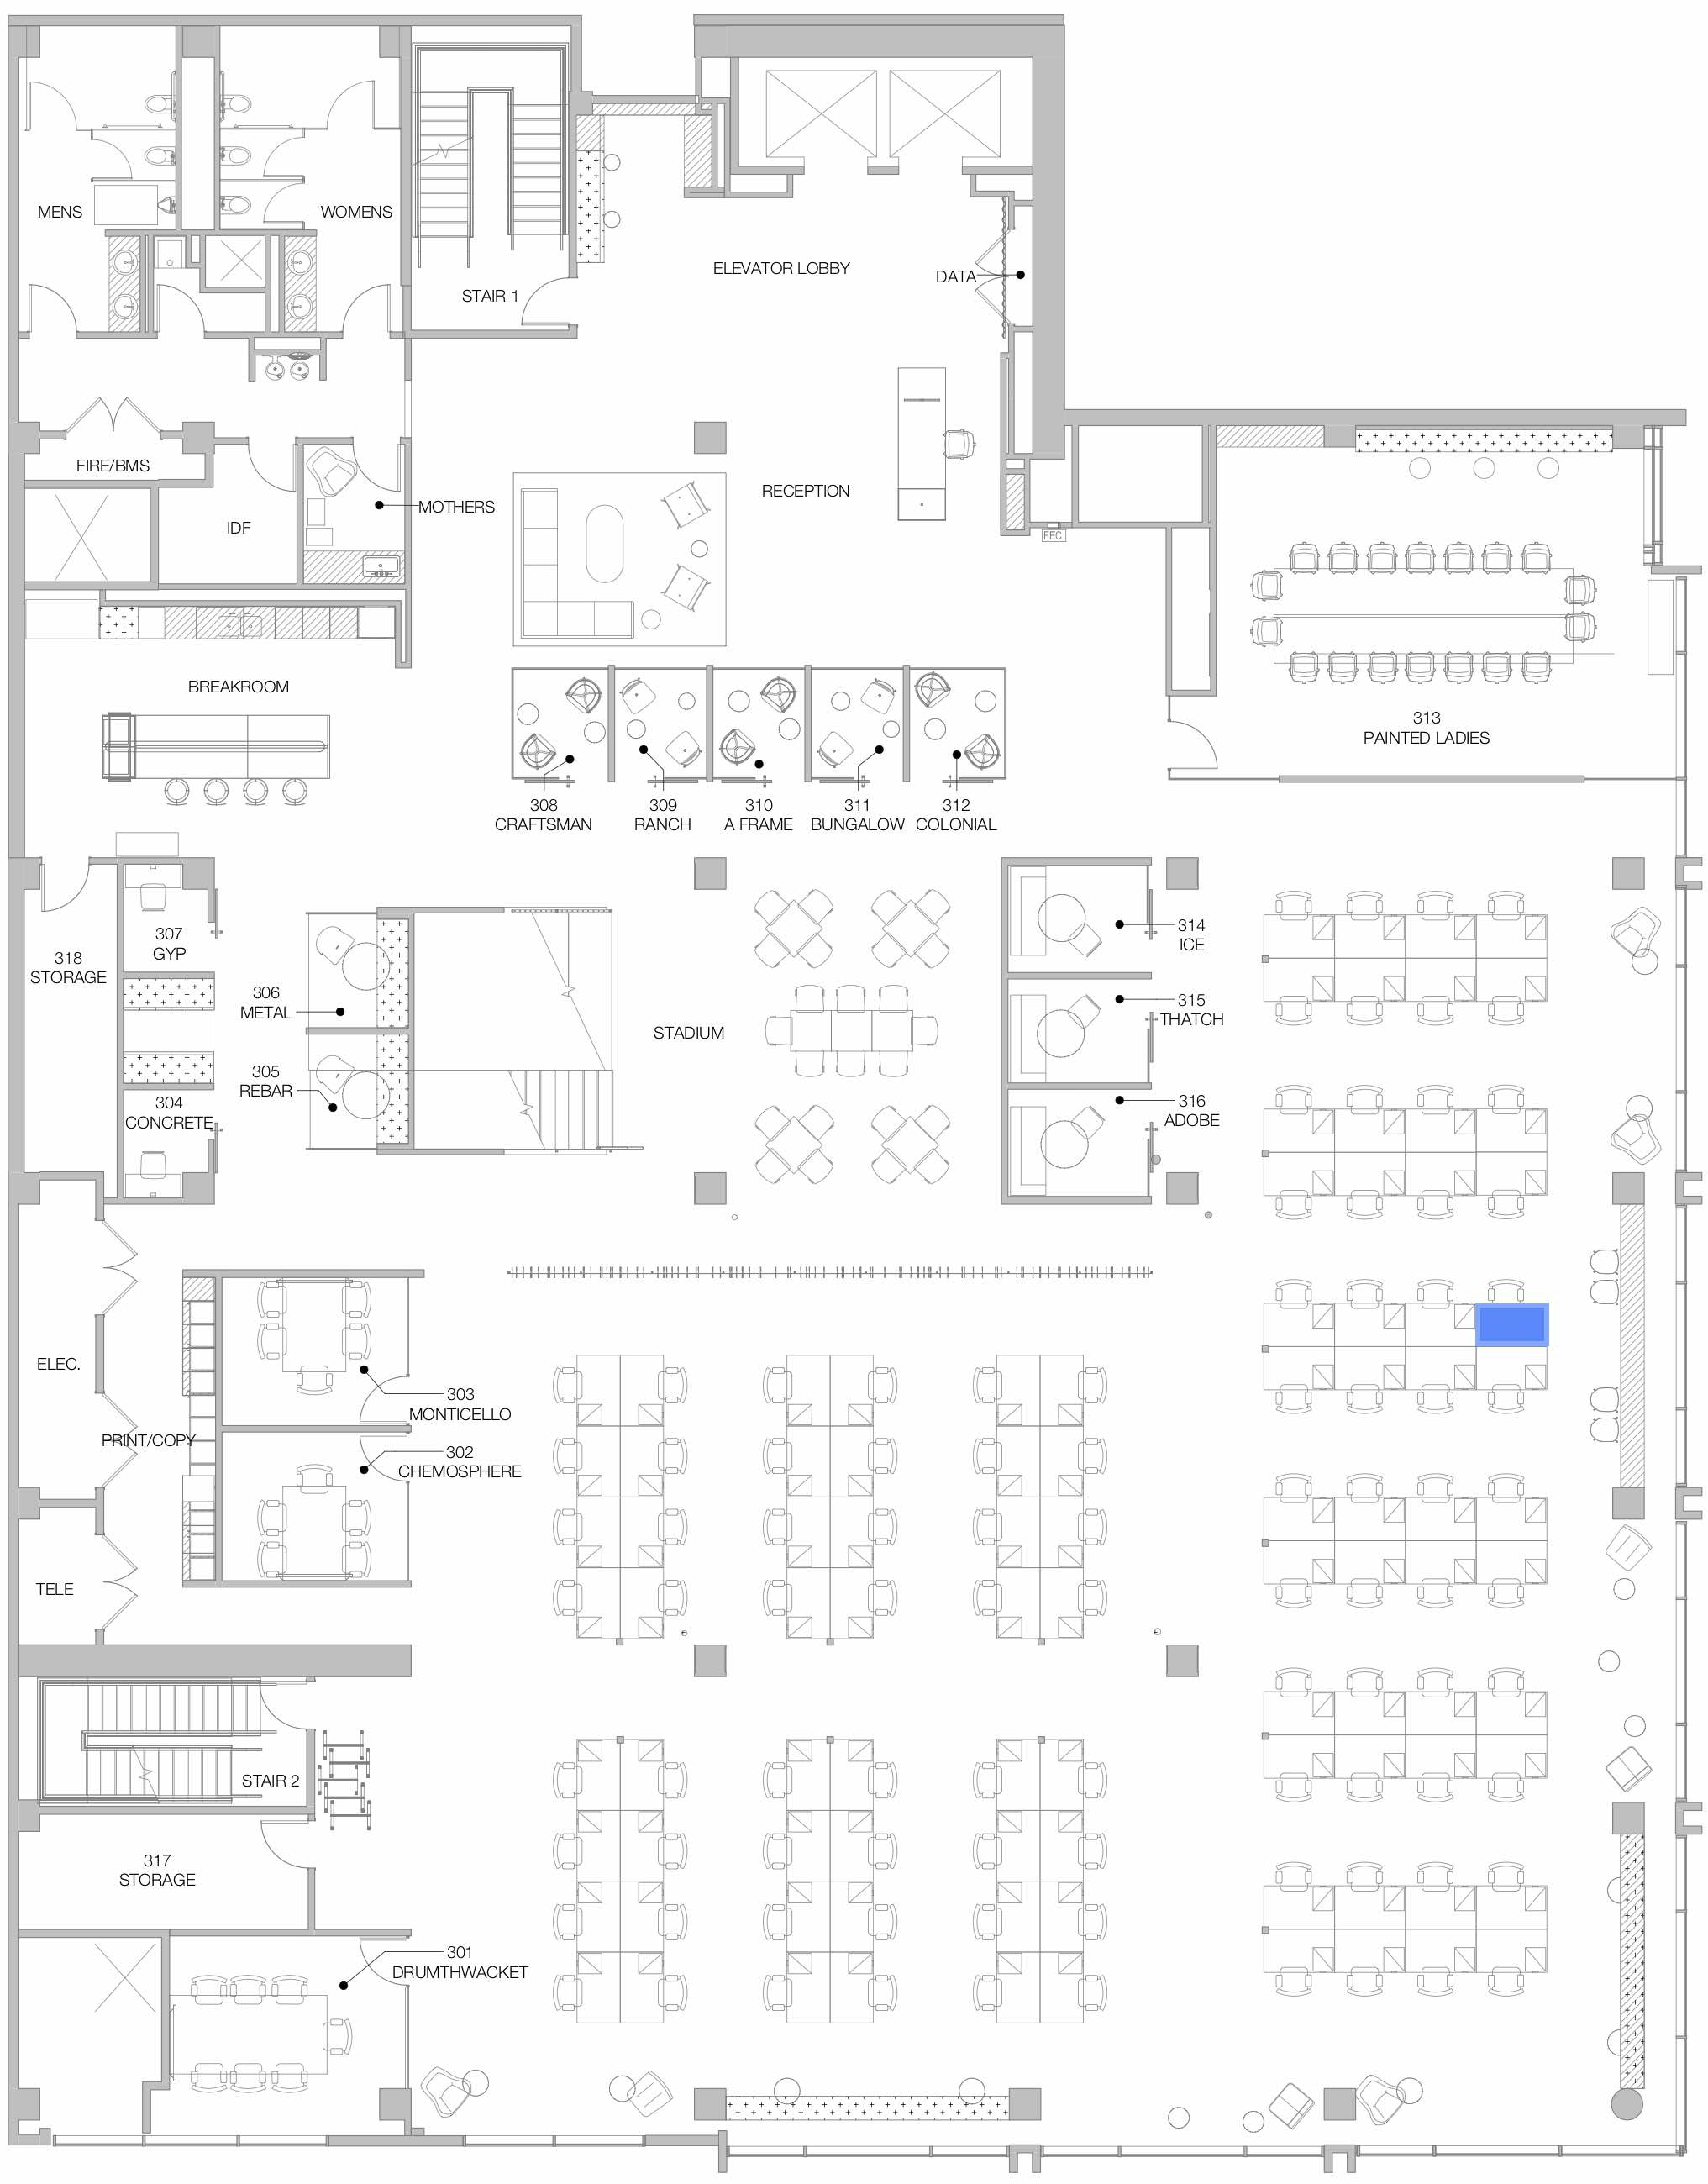 MENS
WOMENS
STAIR 1
ELEVATOR LOBBY
DATA
FIRE/BMS
IDF
MOTHERS
RECEPTION
FEC
BREAKROOM
313
PAINTED LADIES
308
CRAFTSMAN
309
RANCH
310
A FRAME
311
BUNGALOW
312
COLONIAL
307
GYP
318
STORAGE
306
METAL
305
REBAR
304
CONCRETE
STADIUM
314
ICE
315
THATCH
316
ADOBE
ELEC.
303
MONTICELLO
PRINT/COPY
302
CHEMOSPHERE
TELE
STAIR 2
317
STORAGE
301
DRUMTHWACKET